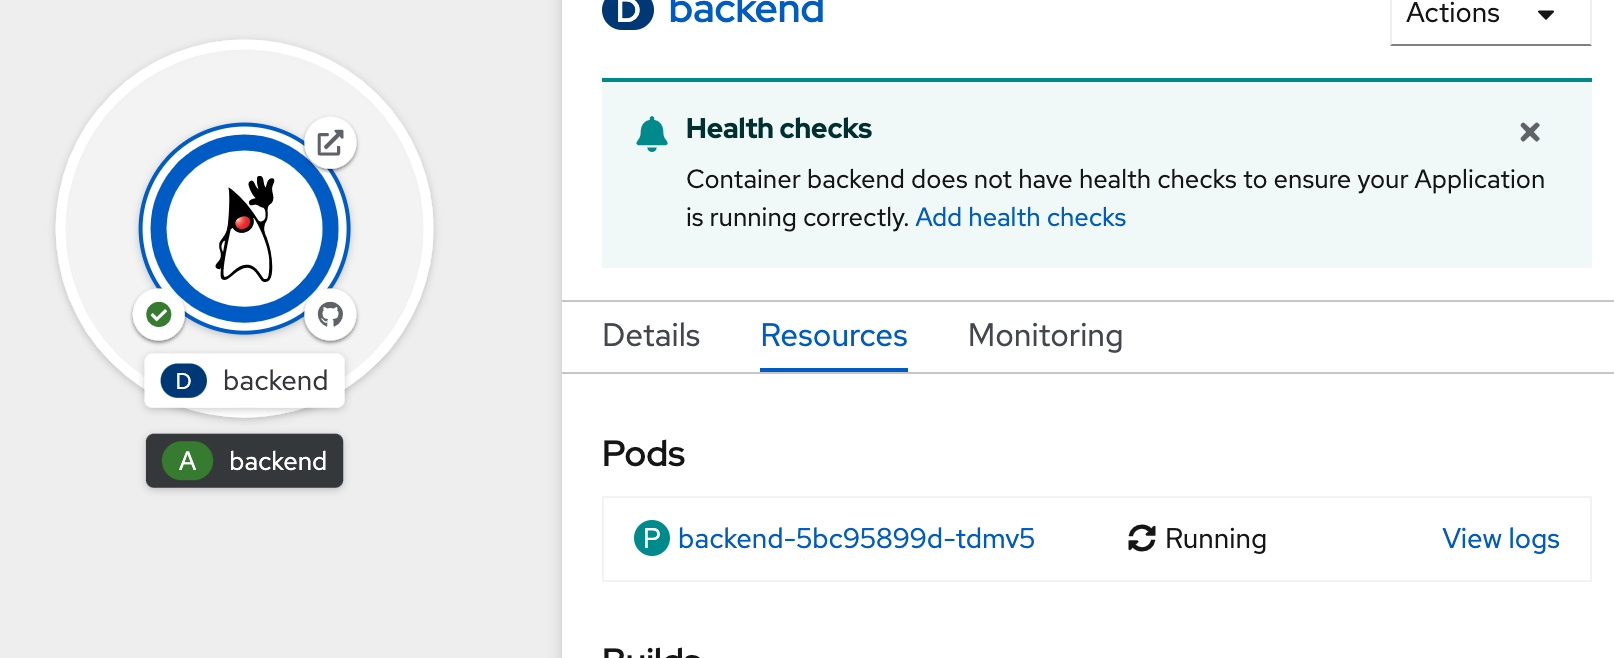 D backend
Actions
Health checks
Container backend does not have health checks to ensure your Application
is running correctly. Add health checks
Details Resources Monitoring
D backend
A backend
Pods
P backend-5bc95899d-tdmv5 Running View logs
Builds